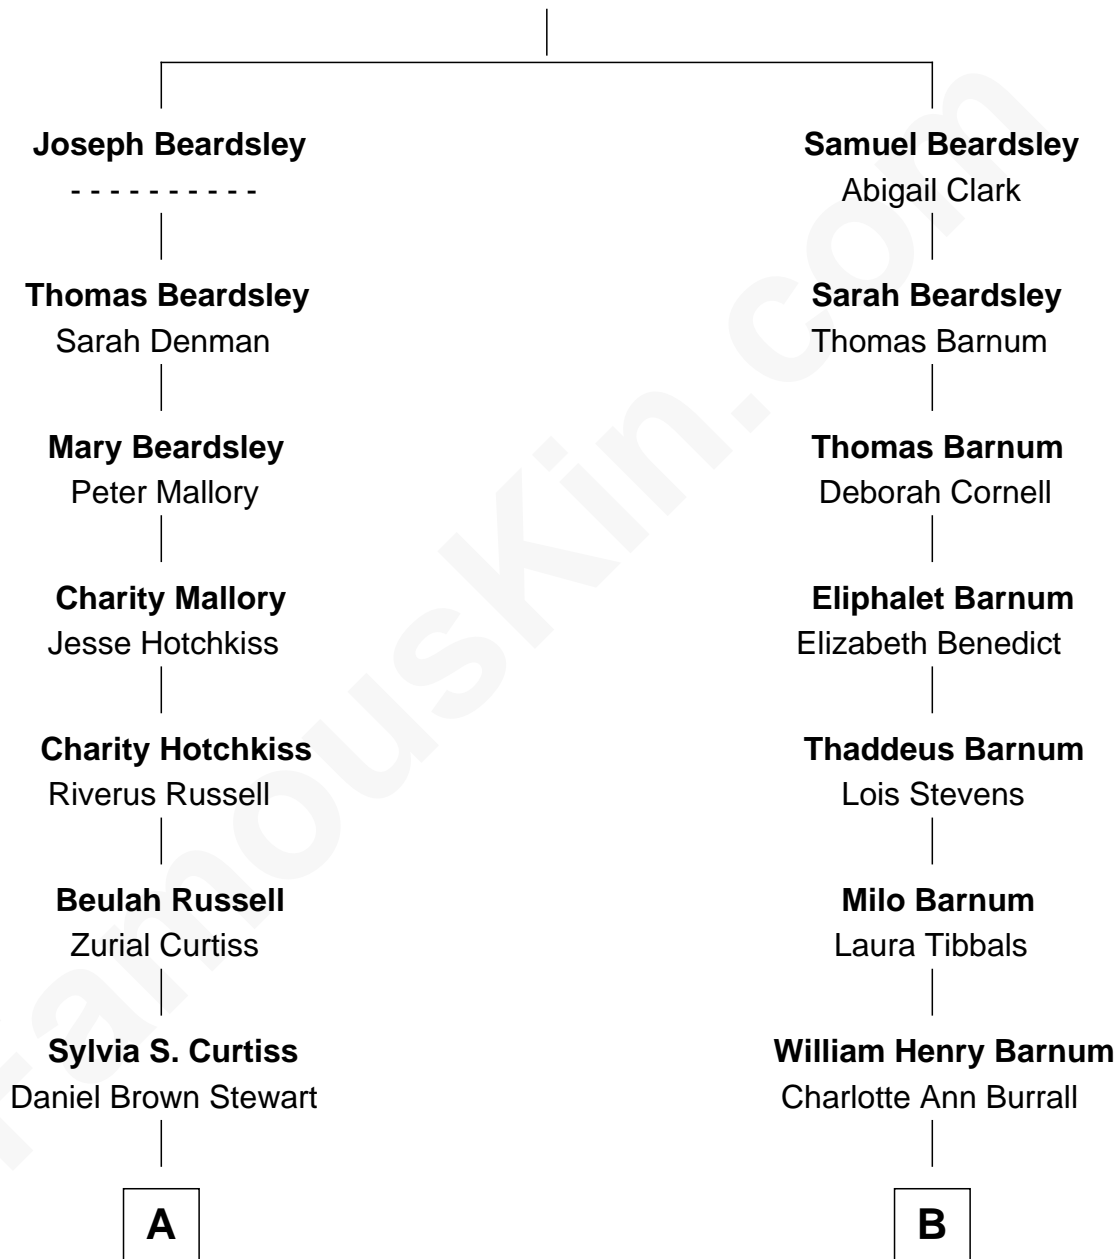 Joseph Beardsley
- - - - - - - - - -
Thomas Beardsley
Sarah Denman
Mary Beardsley
Peter Mallory
Charity Mallory
Jesse Hotchkiss
Charity Hotchkiss
Riverus Russell
Beulah Russell
Zurial Curtiss
Sylvia S. Curtiss
Daniel Brown Stewart
A
Samuel Beardsley
Abigail Clark
Sarah Beardsley
Thomas Barnum
Thomas Barnum
Deborah Cornell
Eliphalet Barnum
Elizabeth Benedict
Thaddeus Barnum
Lois Stevens
Milo Barnum
Laura Tibbals
William Henry Barnum
Charlotte Ann Burrall
B
FamousKin.com